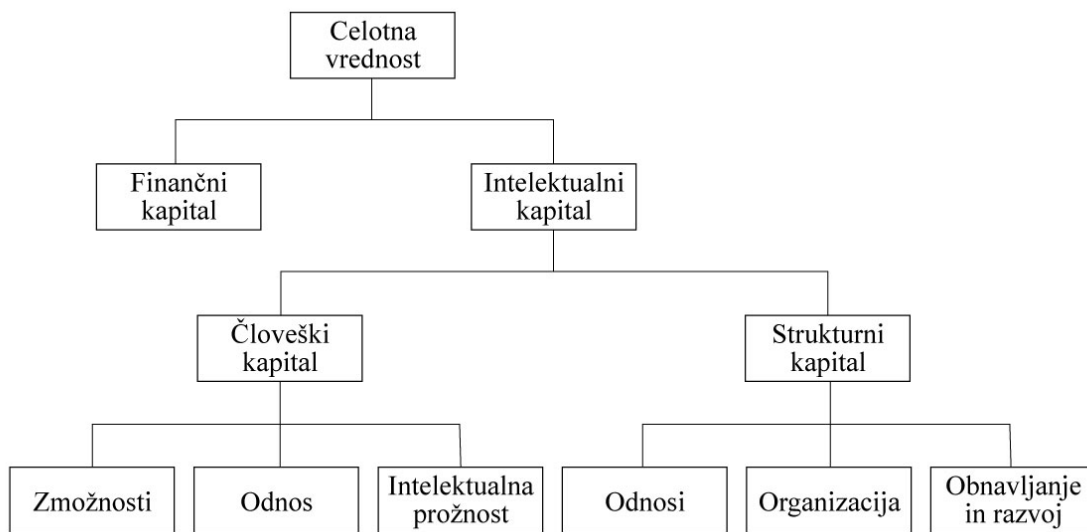 Celotna
vrednost
Finančni
kapital
Intelektualni
kapital
Človeški
kapital
Strukturni
kapital
Zmožnosti
Odnos
Intelektualna
prožnost
Odnosi
Organizacija
Obnavljanje
in razvoj